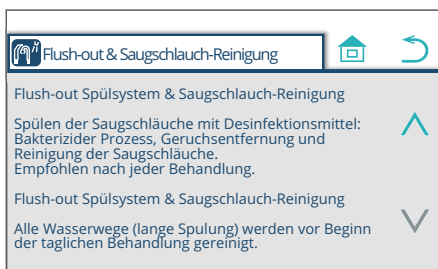 Flush-out & Saugschlauch-Reinigung
Flush-out Spülsystem & Saugschlauch-Reinigung
Spülen der Saugschläuche mit Desinfektionsmittel:
Bakterizider Prozess, Geruchsentfernung und
Reinigung der Saugschläuche.
Empfohlen nach jeder Behandlung.
Flush-out Spülsystem & Saugschlauch-Reinigung
Alle Wasserwege (lange Spulung) werden vor Beginn
der taglichen Behandlung gereinigt.